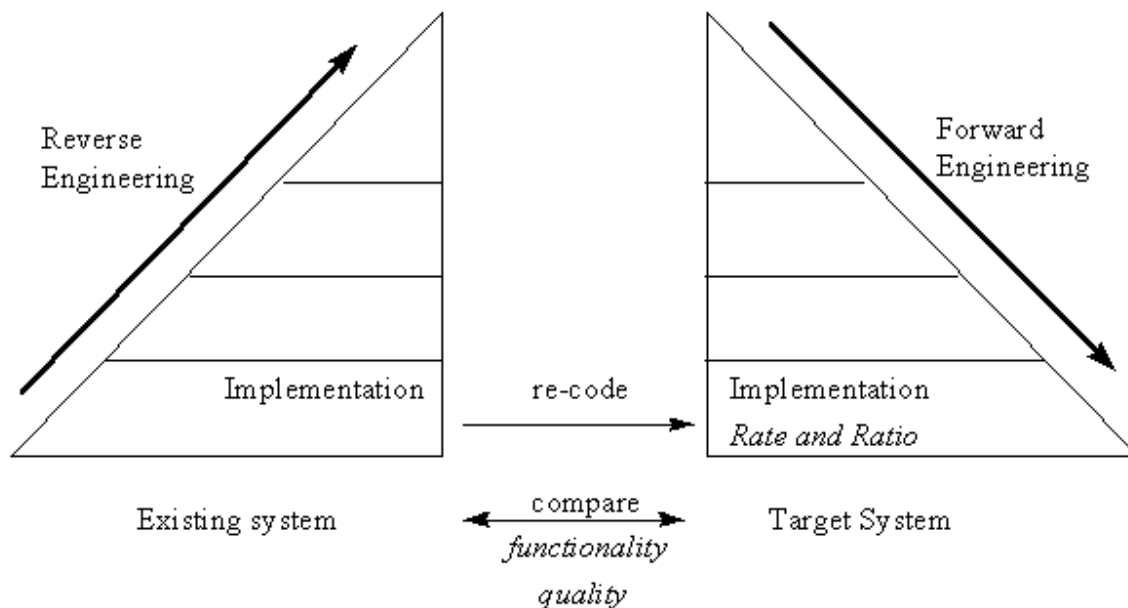 Reverse
Engineering
Forward
Engineering
Implementation
re-code
Implementation
Rate and Ratio
Existing system
compare
functionality
quality
Target System